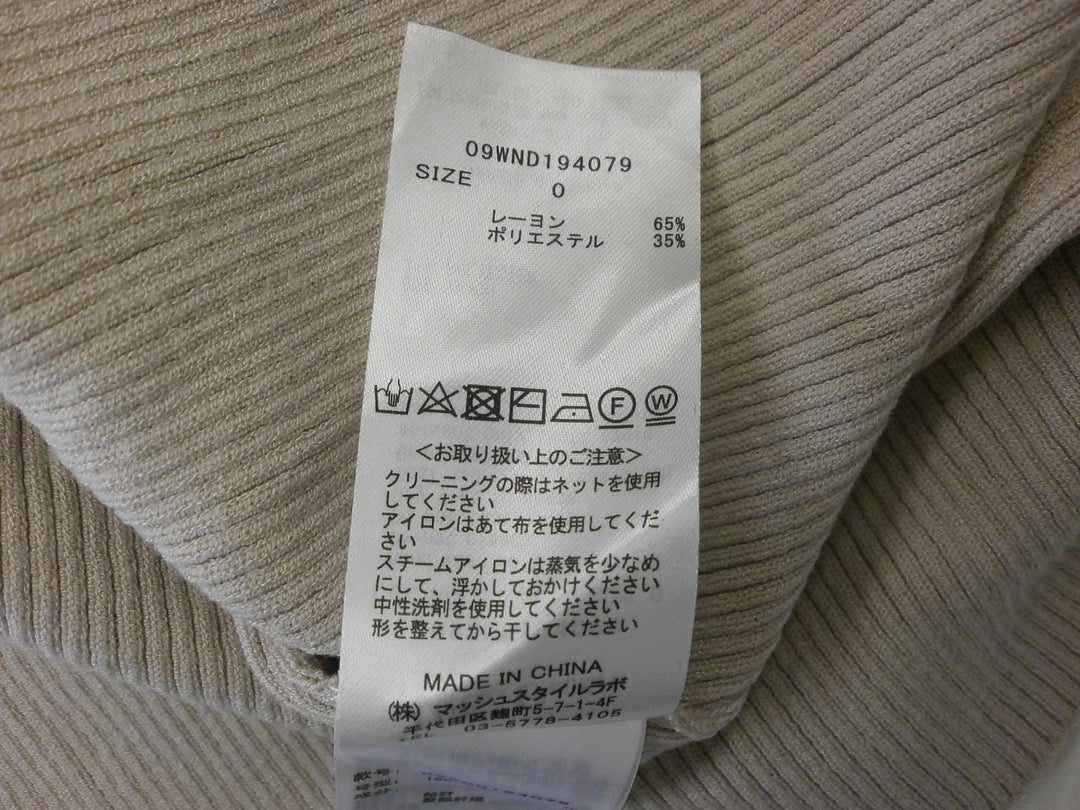 09WND194079
SIZE 0
レーヨン 65%
ポリエステル 35%
F W
<お取り扱い上のご注意>
クリーニングの際はネットを使用
してください
アイロンはあて布を使用してくだ
さい
スチームアイロンは蒸気を少なめ
にして、浮かしておかけください
中性洗剤を使用してください
形を整えてから干してください
MADE IN CHINA
(株) マッシュスタイルラボ
千代田区麹町5-7-1-4F
TEL 03-5778-4105
款号:
号型:
成分: